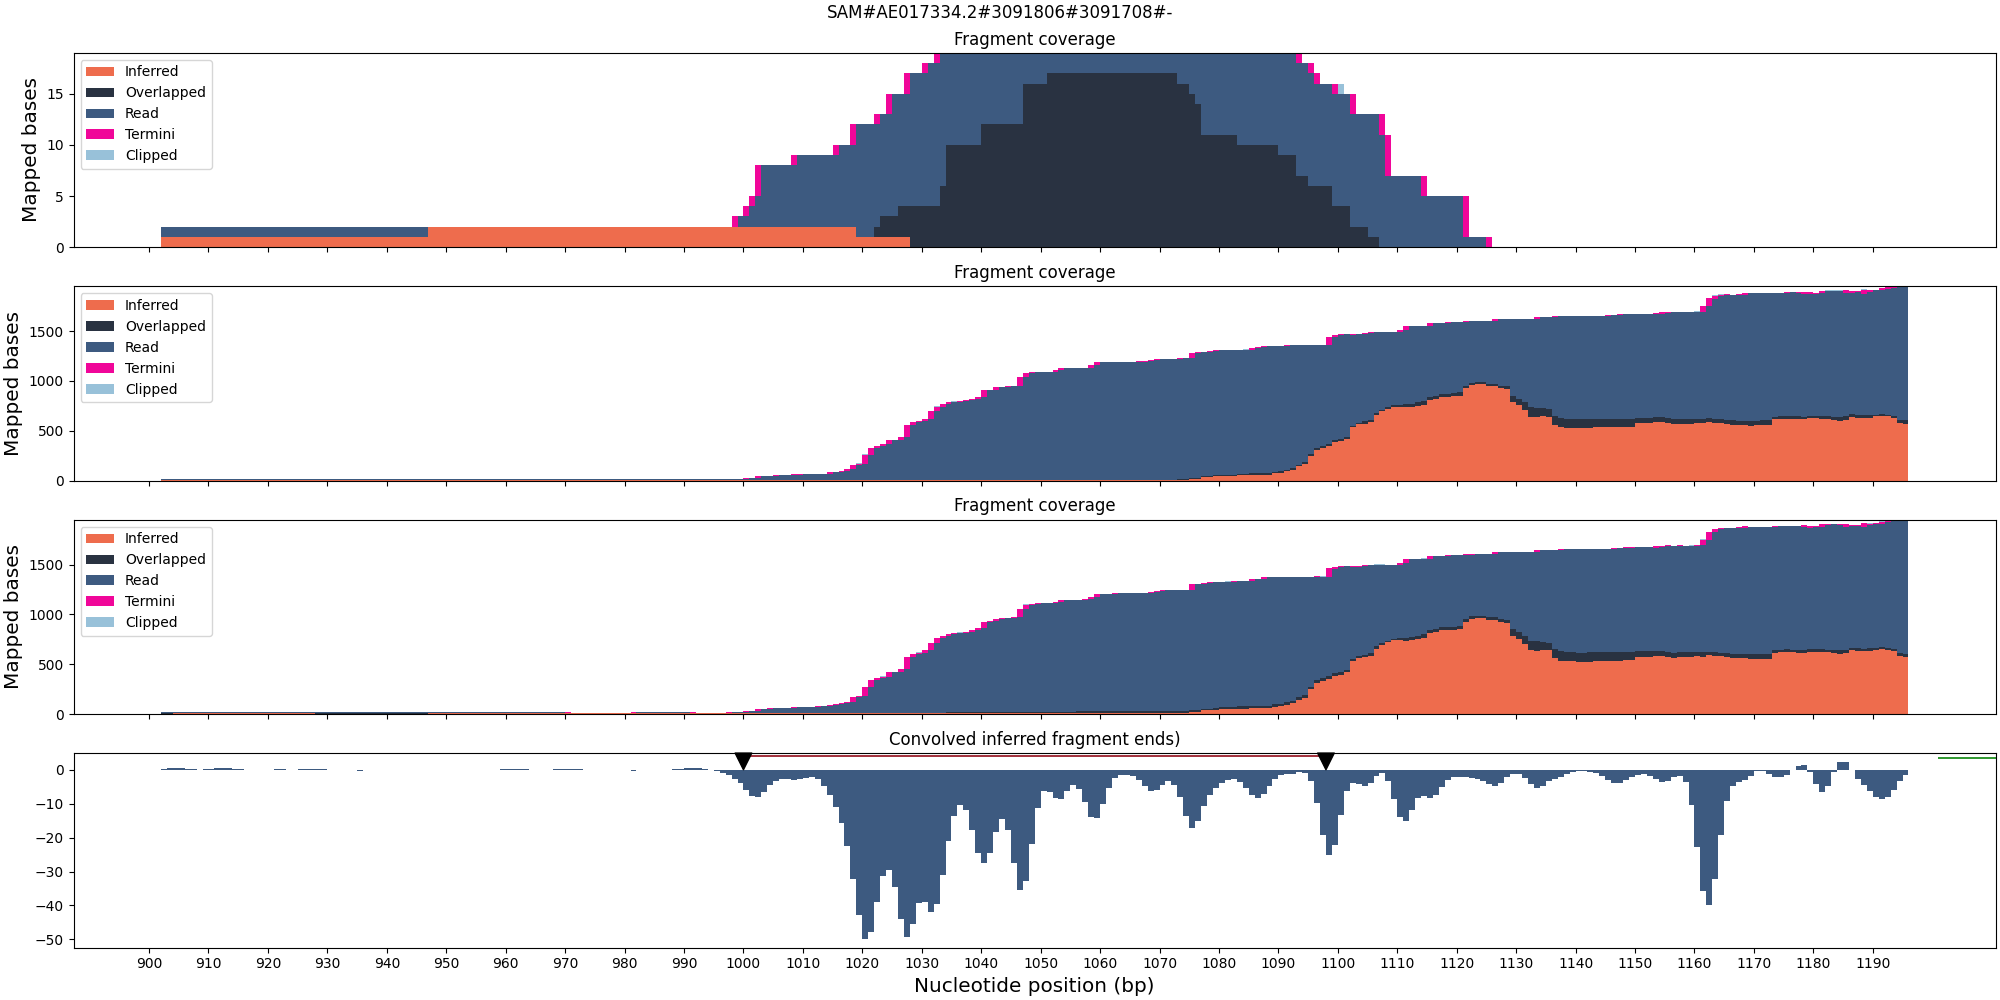 SAM#AE017334.2#3091806#3091708#-
Fragment coverage
Mapped bases
15
10
5
0
Inferred
Overlapped
Read
Termini
Clipped
Fragment coverage
Mapped bases
1500
1000
500
0
Inferred
Overlapped
Read
Termini
Clipped
Fragment coverage
Mapped bases
1500
1000
500
0
Inferred
Overlapped
Read
Termini
Clipped
Convolved inferred fragment ends)
0
−10
−20
−30
−40
−50
900 910 920 930 940 950 960 970 980 990 1000 1010 1020 1030 1040 1050 1060 1070 1080 1090 1100 1110 1120 1130 1140 1150 1160 1170 1180 1190
Nucleotide position (bp)